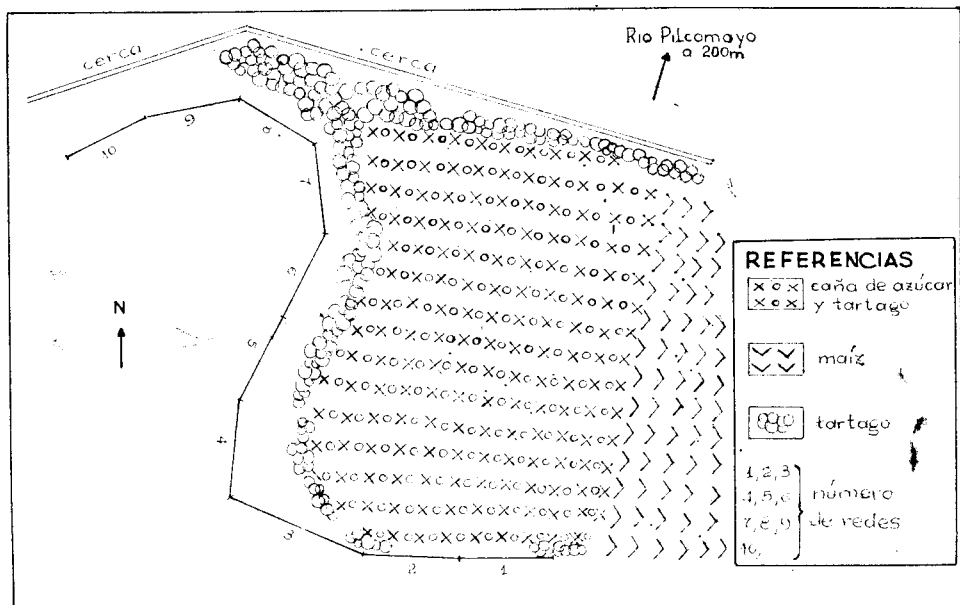 cerca
cerca
Rio Pilcomayo
a 200m
N
10
9
8
7
6
5
4
3
2
1
REFERENCIAS
caña de azúcar
y tartago
maíz
tartago
1,2,3
4,5,6
7,8,9
10,
número
de redes